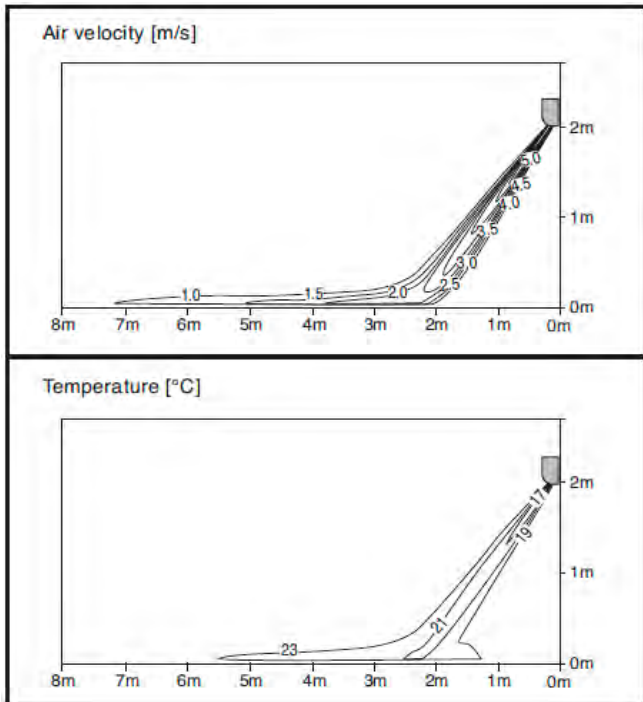 Air velocity [m/s]
2m
5.0
4.5
4.0
1m
3.5
3.0
2.5
2.0
1.5
1.0
0m
8m 7m 6m 5m 4m 3m 2m 1m 0m
Temperature [°C]
2m
17
19
1m
21
23
0m
8m 7m 6m 5m 4m 3m 2m 1m 0m